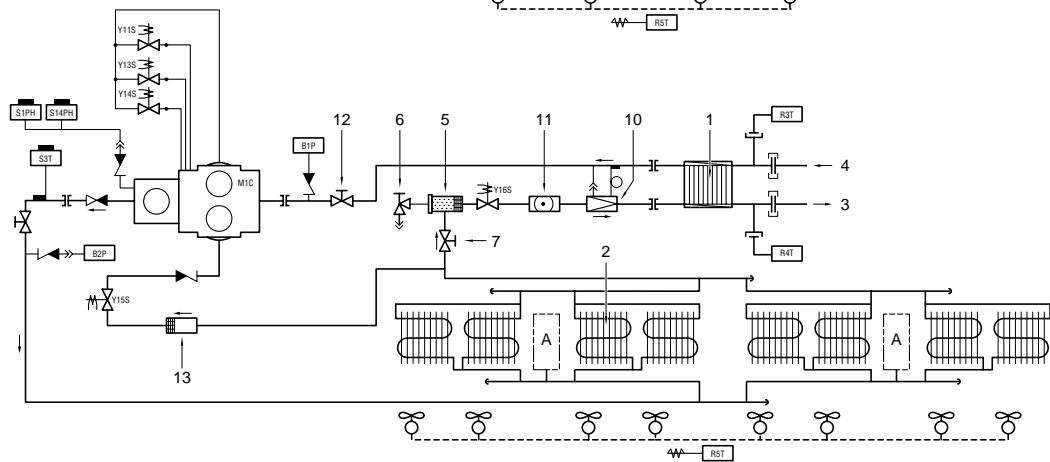 R5T
Y11S
Y13S
Y14S
S1PH
S14PH
S3T
M1C
B1P
12
6
5
11
10
1
R3T
4
Y16S
3
7
R4T
B2P
2
Y15S
13
A
A
R5T